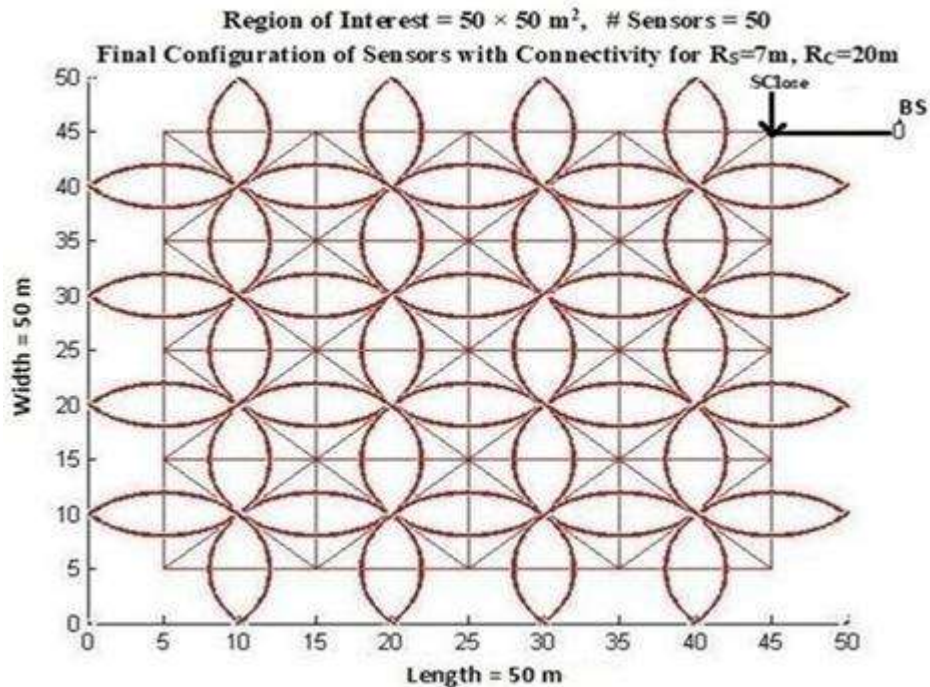 Region of Interest = 50 × 50 m², # Sensors = 50
Final Configuration of Sensors with Connectivity for RS=7m, RC=20m
SClose
BS
50
45
40
35
30
25
20
15
10
5
0
Width = 50 m
0 5 10 15 20 25 30 35 40 45 50
Length = 50 m